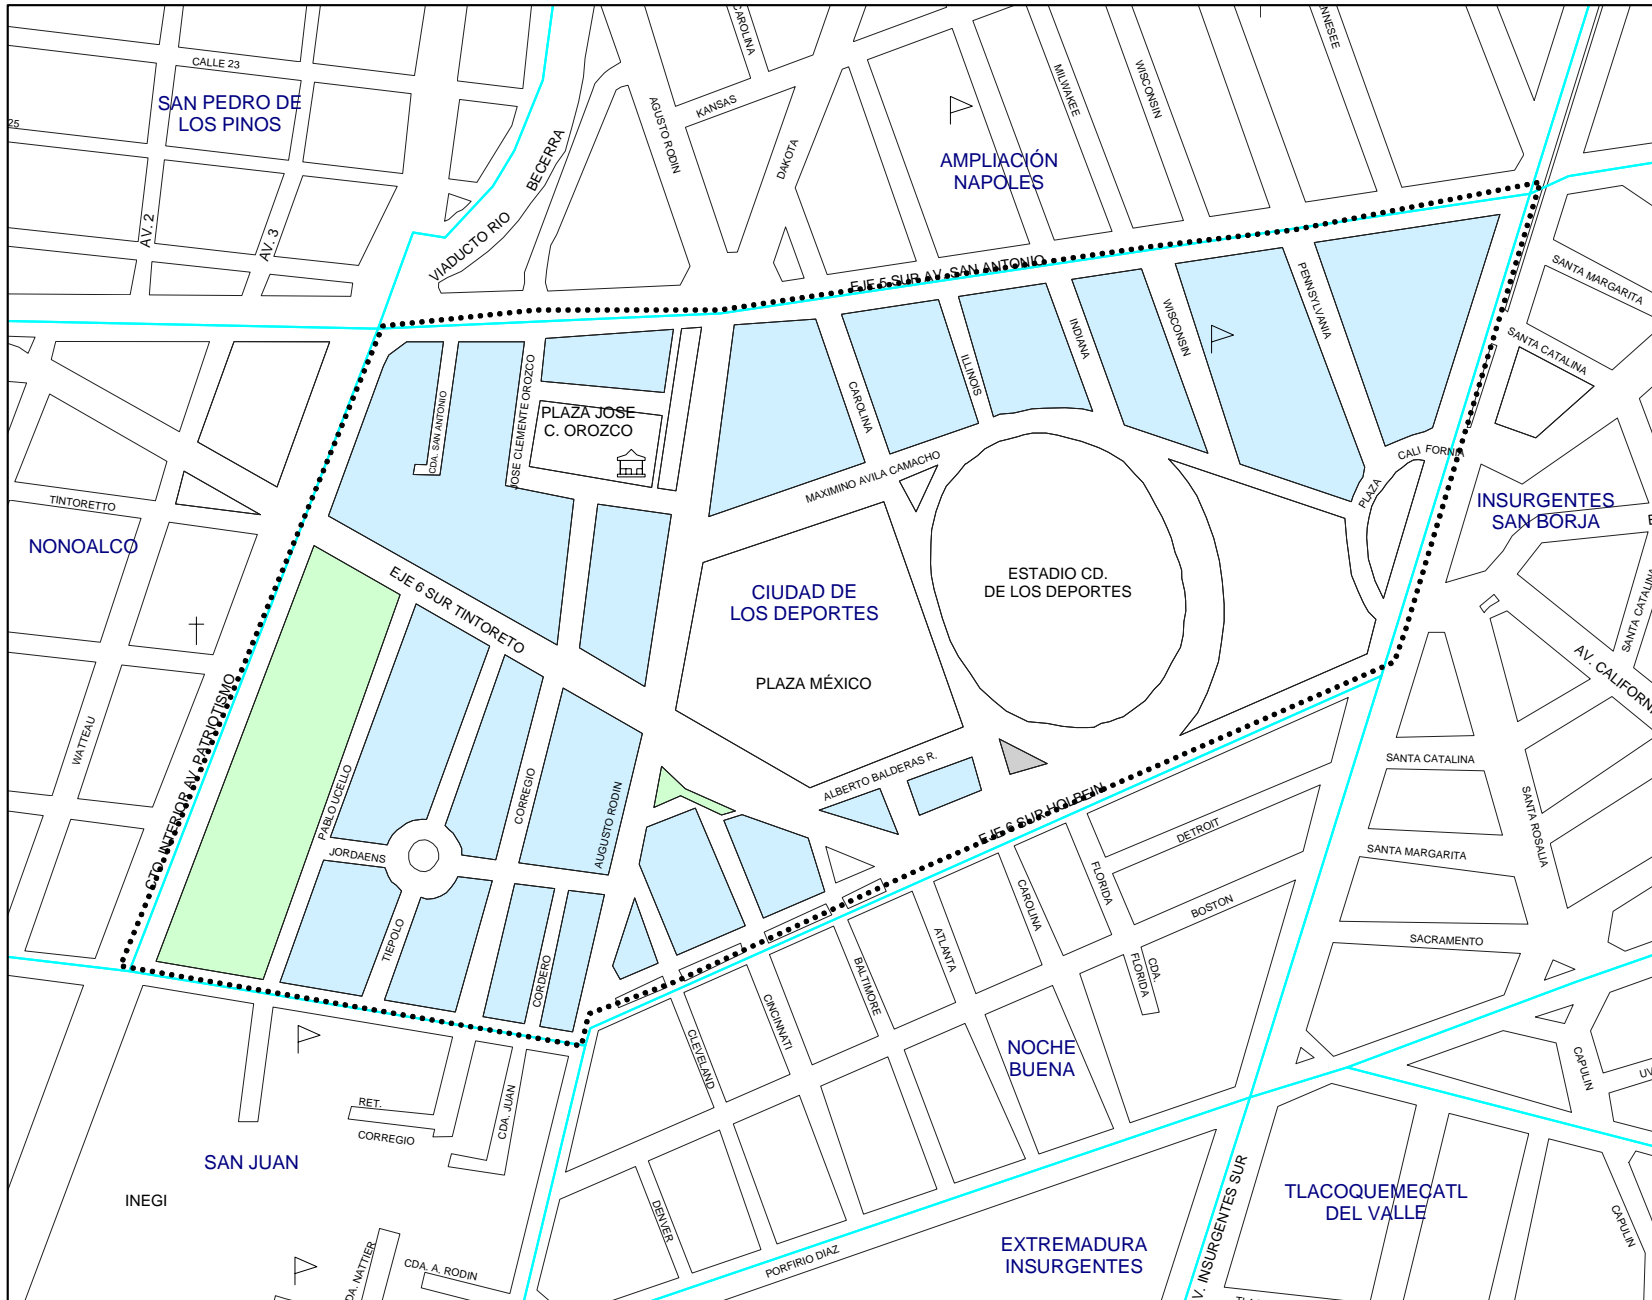 CALLE 23
SAN PEDRO DE
LOS PINOS
25
AV. 2
AV. 3
VIADUCTO RIO
BECERRA
AGUSTO RODIN
CAROLINA
KANSAS
DAKOTA
MILWAKEE
WISCONSIN
NNESEE
AMPLIACIÓN
NAPOLES
EJE 5 SUR AV. SAN ANTONIO
SANTA MARGARITA
SANTA CATALINA
CDA. SAN ANTONIO
JOSE CLEMENTE OROZCO
PLAZA JOSE
C. OROZCO
CAROLINA
ILLINOIS
INDIANA
WISCONSIN
PENNSYLVANIA
MAXIMINO AVILA CAMACHO
CALI FORNIA
PLAZA
TINTORETTO
NONOALCO
INSURGENTES
SAN BORJA
EJE 6 SUR TINTORETO
CIUDAD DE
LOS DEPORTES
ESTADIO CD.
DE LOS DEPORTES
PLAZA MÉXICO
SANTA CATALINA
AV. CALIFORNI
WATTEAU
CTO. INTERIOR AV. PATRIOTISMO
PABLO UCELLO
CORREGIO
AUGUSTO RODIN
JORDAENS
TIEPOLO
CORDERO
ALBERTO BALDERAS R.
EJE 6 SUR HOLBEIN
SANTA CATALINA
SANTA ROSALIA
SANTA MARGARITA
SACRAMENTO
DETROIT
FLORIDA
BOSTON
CAROLINA
ATLANTA
BALTIMORE
CINCINNATI
CLEVELAND
CDA.
FLORIDA
NOCHE
BUENA
CAPULIN
UV
RET.
CORREGIO
CDA. JUAN
SAN JUAN
INEGI
DENVER
PORFIRIO DIAZ
EXTREMADURA
INSURGENTES
V. INSURGENTES SUR
TLACOQUEMECATL
DEL VALLE
CAPULIN
DA. NATTIER
CDA. A. RODIN